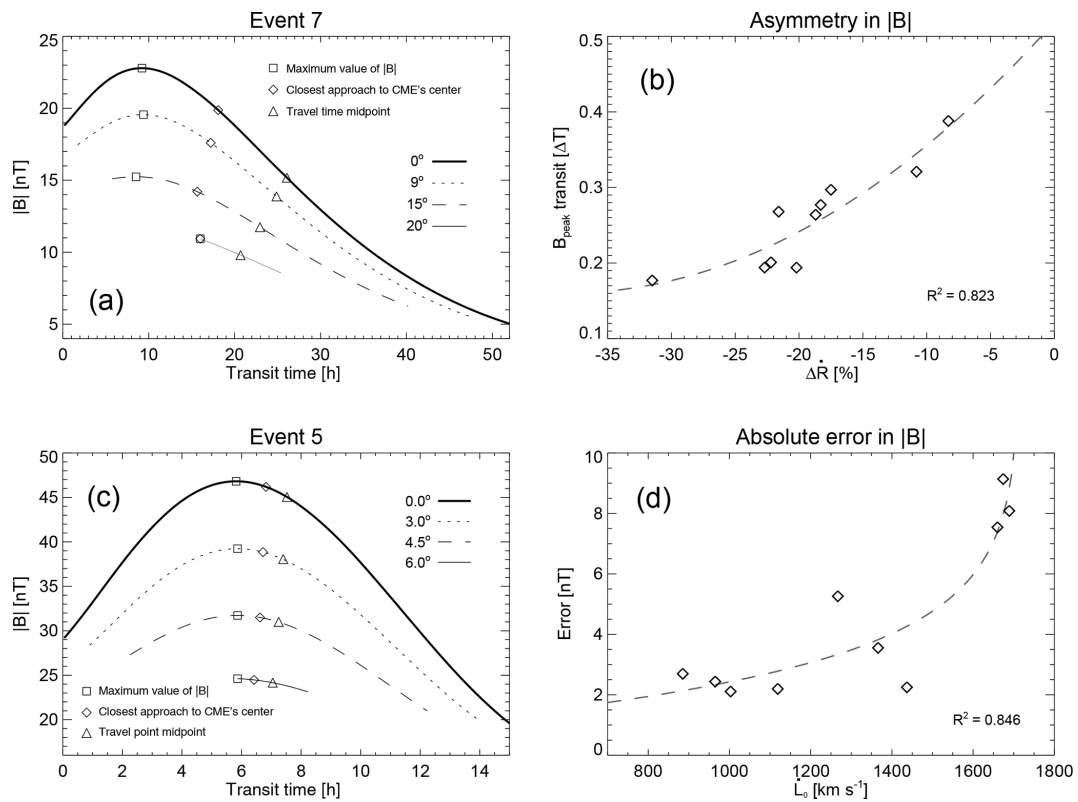 Event 7
25
20
15
10
5
|B| [nT]
0 10 20 30 40 50
Transit time [h]
Maximum value of |B|
Closest approach to CME's center
Travel time midpoint
0°
9°
15°
20°
(a)
Asymmetry in |B|
0.5
0.4
0.3
0.2
0.1
B_peak transit [ΔT]
-35 -30 -25 -20 -15 -10 -5 0
ΔṘ [%]
(b)
R² = 0.823
Event 5
50
45
40
35
30
25
20
|B| [nT]
0 2 4 6 8 10 12 14
Transit time [h]
(c)
0.0°
3.0°
4.5°
6.0°
Maximum value of |B|
Closest approach to CME's center
Travel point midpoint
Absolute error in |B|
10
8
6
4
2
0
Error [nT]
800 1000 1200 1400 1600 1800
L̇₀ [km s⁻¹]
(d)
R² = 0.846